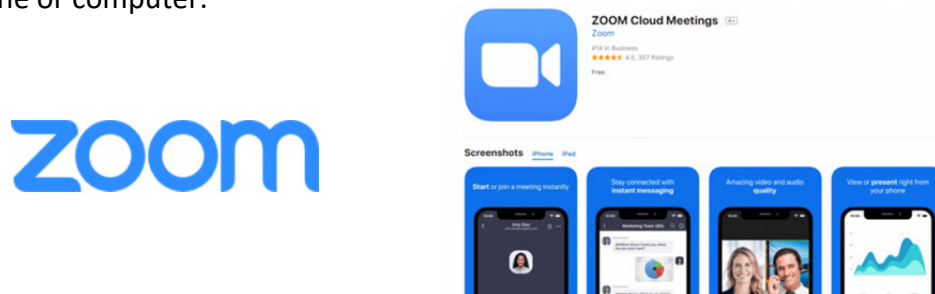 or computer.
zoom
ZOOM Cloud Meetings 4+
Zoom
#14 in Business
★★★★★ 4.5, 357 Ratings
Free
Screenshots iPhone iPad
Start or join a meeting instantly
Stay connected with
instant messaging
Amazing video and audio
quality
View or present right from
your phone
Marketing Team (68)